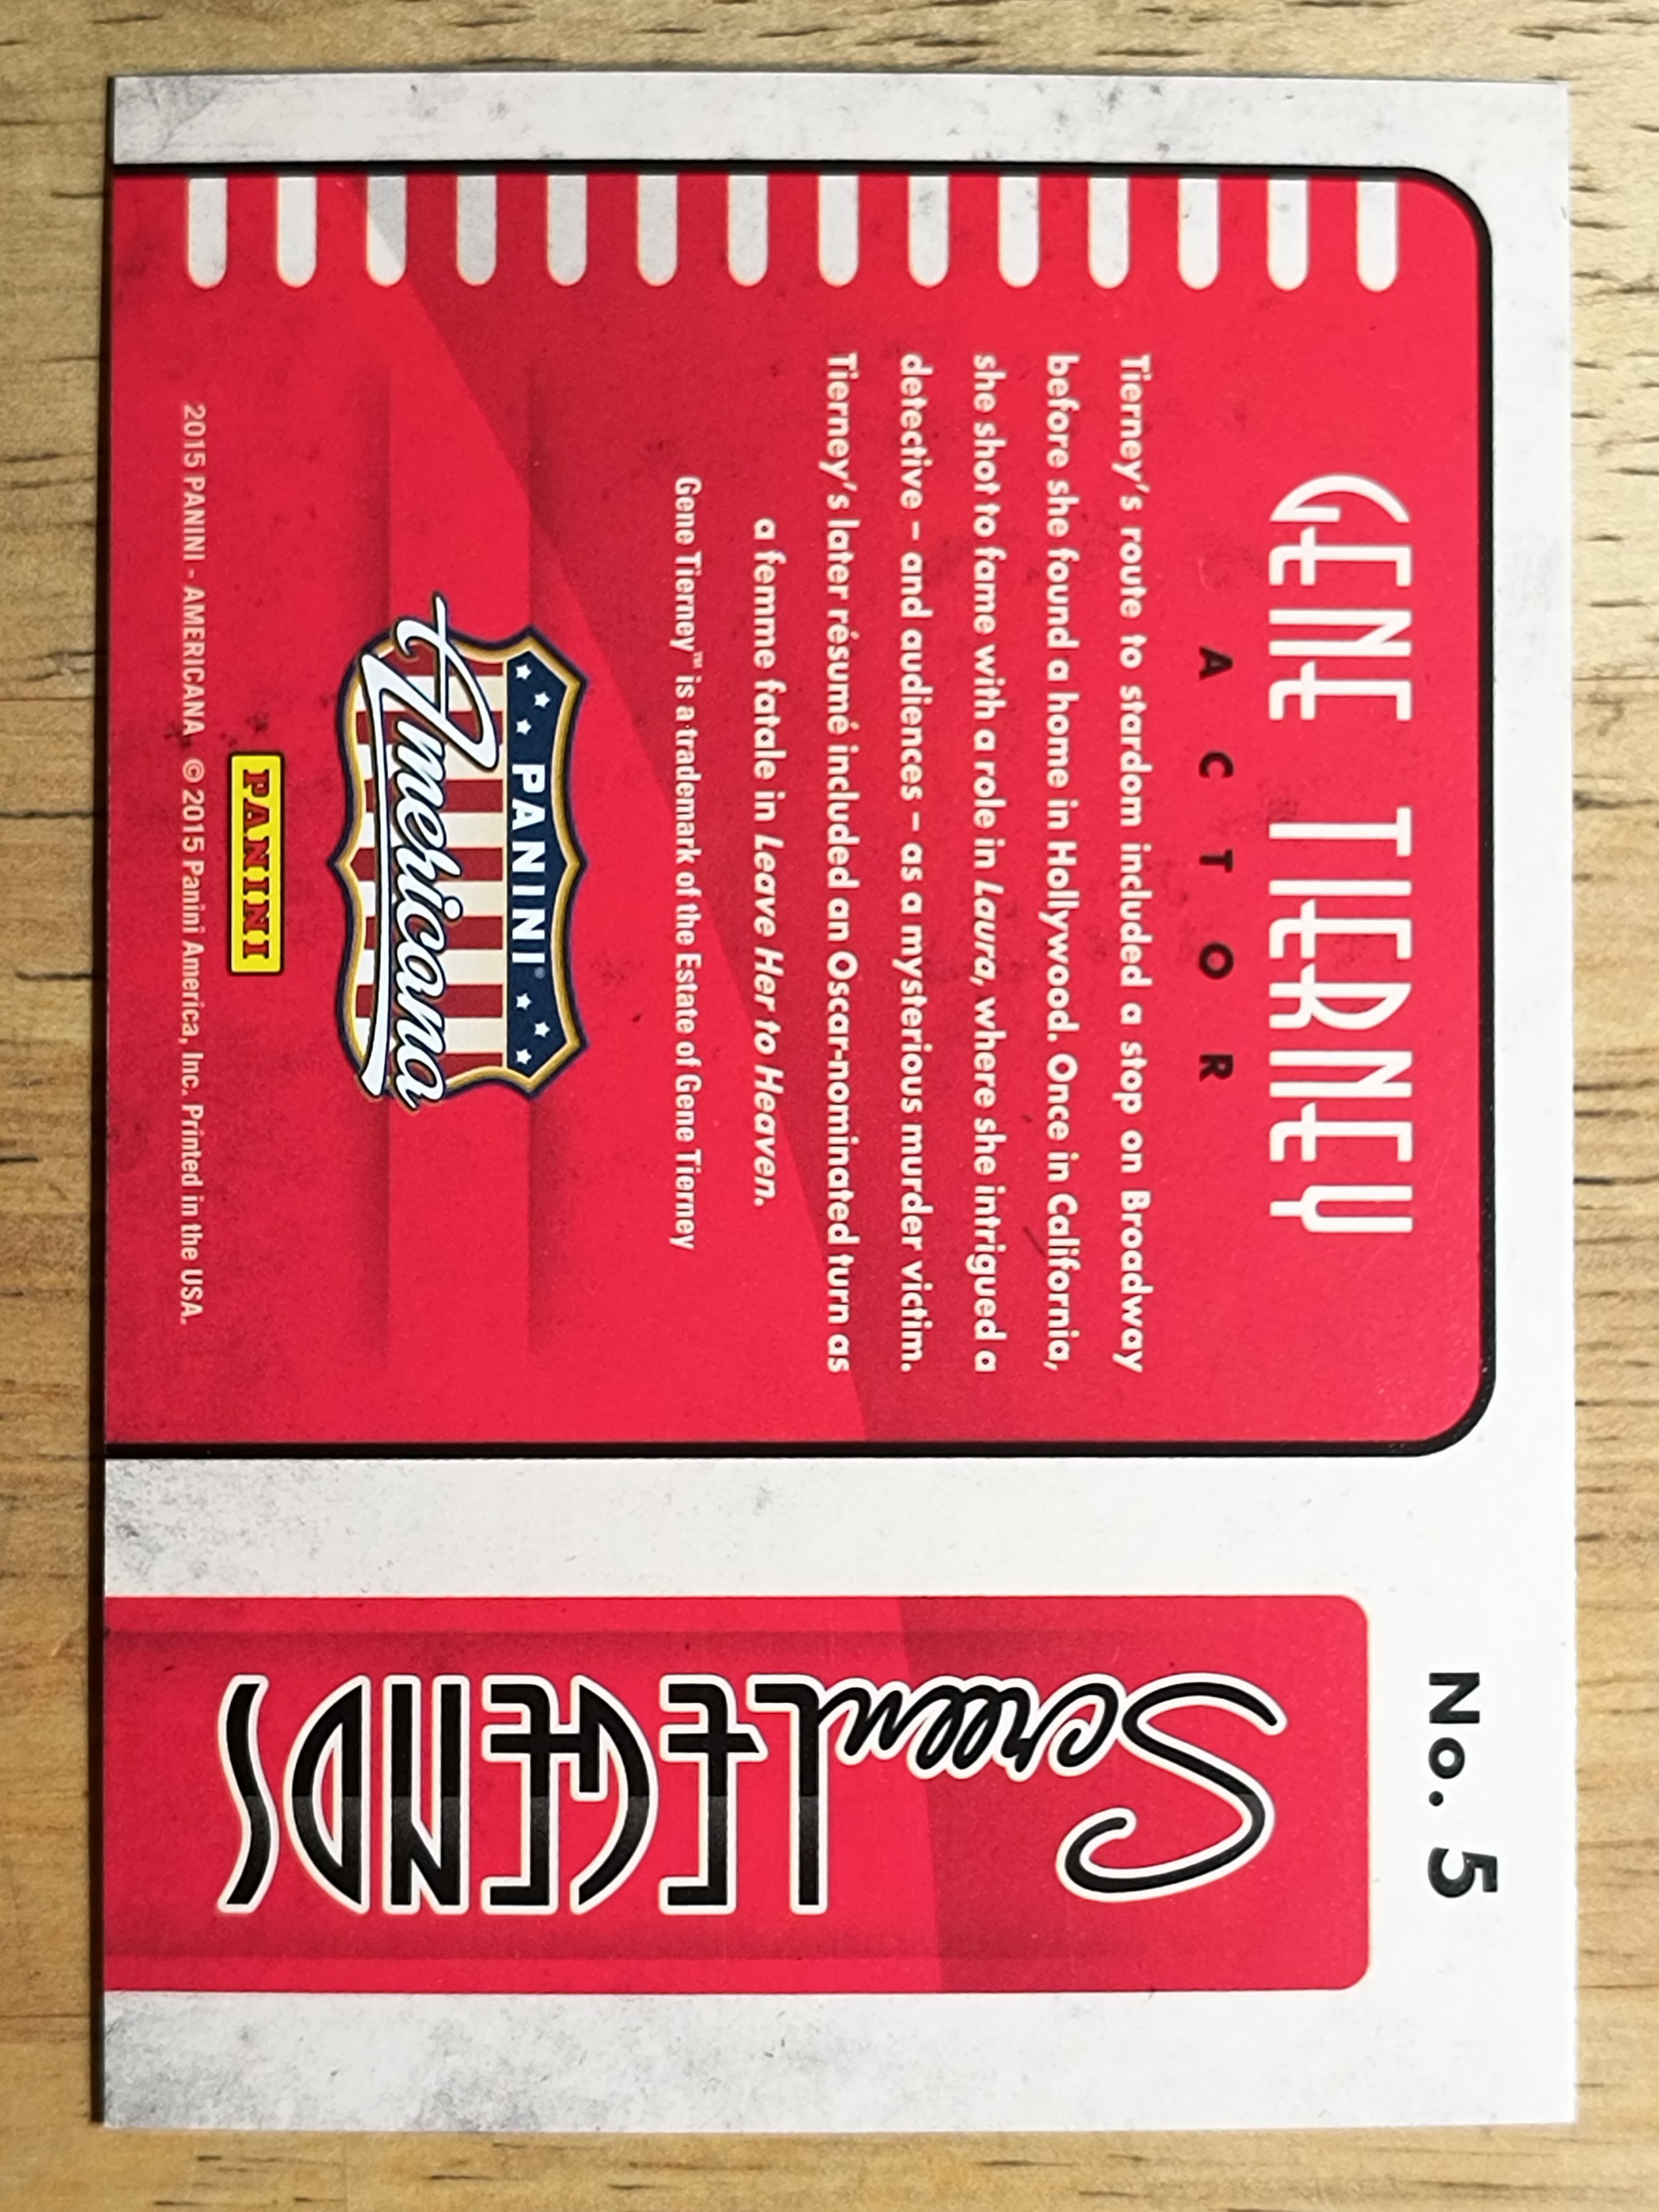 GENE TIERNEY
ACTOR
Tierney's route to stardom included a stop on Broadway
before she found a home in Hollywood. Once in California,
she shot to fame with a role in Laura, where she intrigued a
detective – and audiences – as a mysterious murder victim.
Tierney's later résumé included an Oscar-nominated turn as
a femme fatale in Leave Her to Heaven.
Gene Tierney™ is a trademark of the Estate of Gene Tierney
PANINI®
Americana
PANINI
2015 PANINI - AMERICANA © 2015 Panini America, Inc. Printed in the USA.
No. 5
Screen
LEGENDS